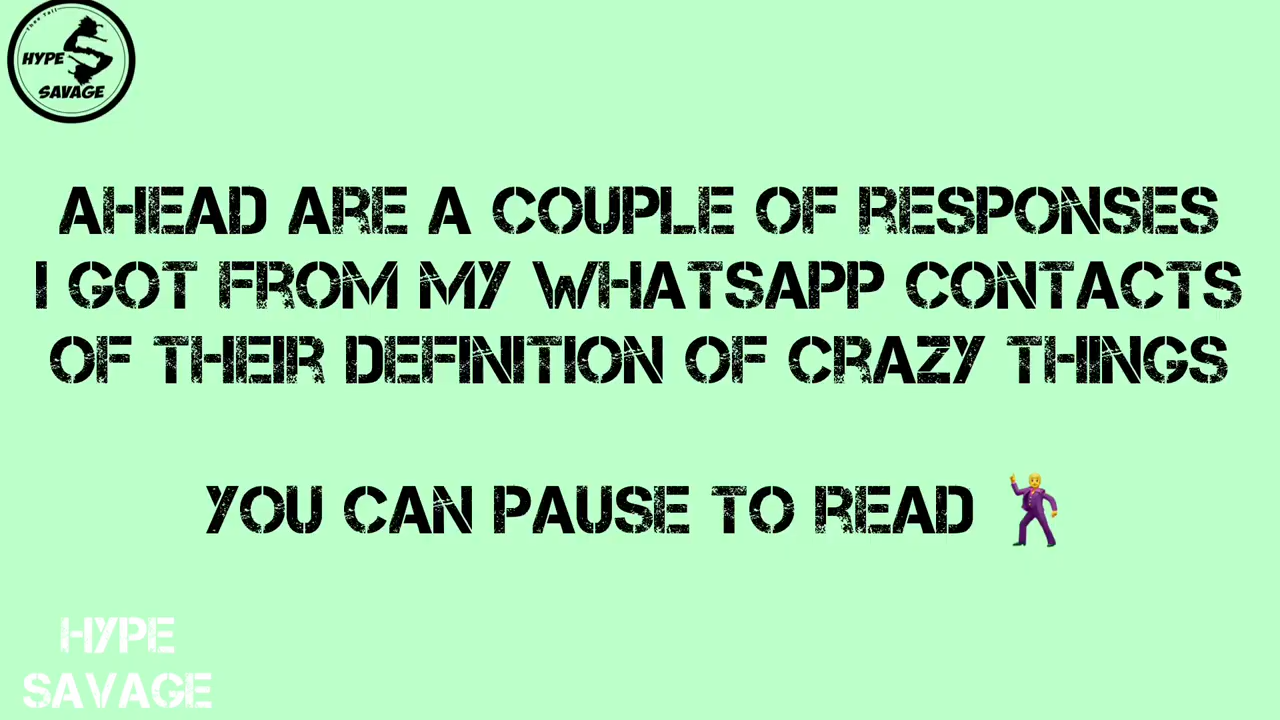 HYPE
SAVAGE
AHEAD ARE A COUPLE OF RESPONSES
I GOT FROM MY WHATSAPP CONTACTS
OF THEIR DEFINITION OF CRAZY THINGS
YOU CAN PAUSE TO READ 🕺
HYPE
SAVAGE